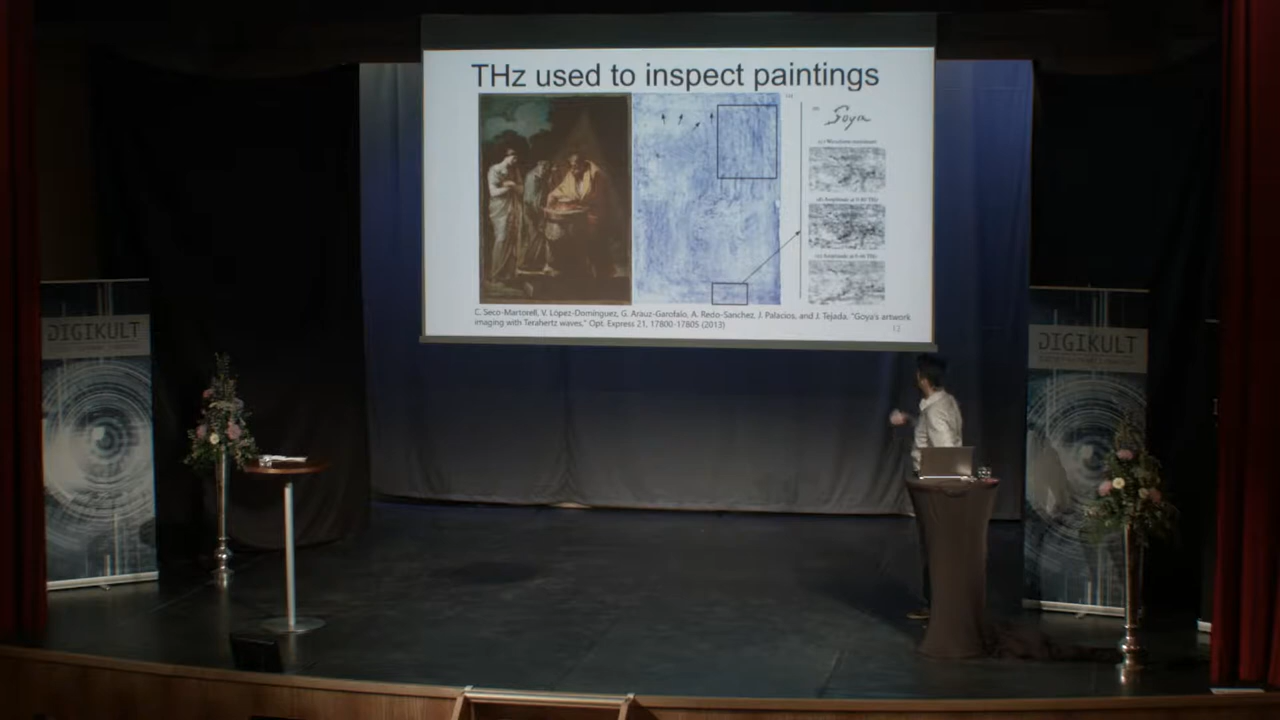 THz used to inspect paintings
Goya
C. Seco-Martorell, V. López-Domínguez, G. Arauz-Garofalo, A. Redo-Sanchez, J. Palacios, and J. Tejada, "Goya's artwork
imaging with Terahertz waves," Opt. Express 21, 17800-17805 (2013)
DIGIKULT
DIGIKULT